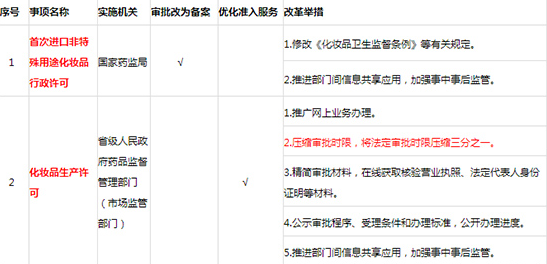 序号 事项名称 实施机关 审批改为备案 优化准入服务 改革举措
1 首次进口非特殊用途化妆品行政许可 国家药监局 √
1.修改《化妆品卫生监督条例》等有关规定。
2.推进部门间信息共享应用，加强事中事后监管。
2 化妆品生产许可 省级人民政府药品监督管理部门（市场监管部门） √
1.推广网上业务办理。
2.压缩审批时限，将法定审批时限压缩三分之一。
3.精简审批材料，在线获取核验营业执照、法定代表人身份证明等材料。
4.公示审批程序、受理条件和办理标准，公开办理进度。
5.推进部门间信息共享应用，加强事中事后监管。